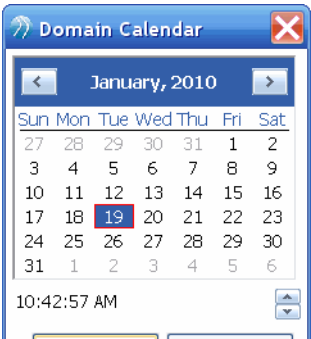 Domain Calendar
January, 2010
Sun Mon Tue Wed Thu Fri Sat
27 28 29 30 31 1 2
3 4 5 6 7 8 9
10 11 12 13 14 15 16
17 18 19 20 21 22 23
24 25 26 27 28 29 30
31 1 2 3 4 5 6
10:42:57 AM